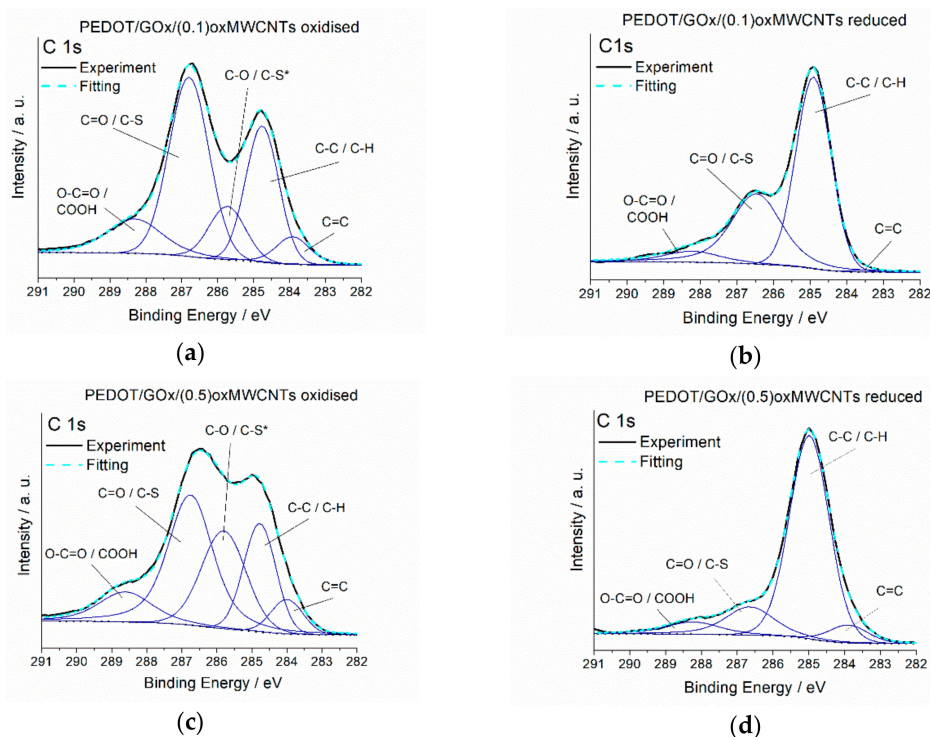 PEDOT/GOx/(0.1)oxMWCNTs oxidised
C 1s
Experiment
Fitting
C-O / C-S*
C=O / C-S
C-C / C-H
O-C=O /
COOH
C=C
Intensity / a. u.
291 290 289 288 287 286 285 284 283 282
Binding Energy / eV
(a)
PEDOT/GOx/(0.1)oxMWCNTs reduced
C1s
Experiment
Fitting
C-C / C-H
C=O / C-S
O-C=O /
COOH
C=C
Intensity / a. u.
291 290 289 288 287 286 285 284 283 282
Binding Energy / eV
(b)
PEDOT/GOx/(0.5)oxMWCNTs oxidised
C 1s
Experiment
Fitting
C-O / C-S*
C=O / C-S
C-C / C-H
O-C=O / COOH
C=C
Intensity / a. u.
291 290 289 288 287 286 285 284 283 282
Binding Energy / eV
(c)
PEDOT/GOx/(0.5)oxMWCNTs reduced
C 1s
Experiment
Fitting
C-C / C-H
C=O / C-S
O-C=O / COOH
C=C
Intensity / a. u.
291 290 289 288 287 286 285 284 283 282
Binding Energy / eV
(d)